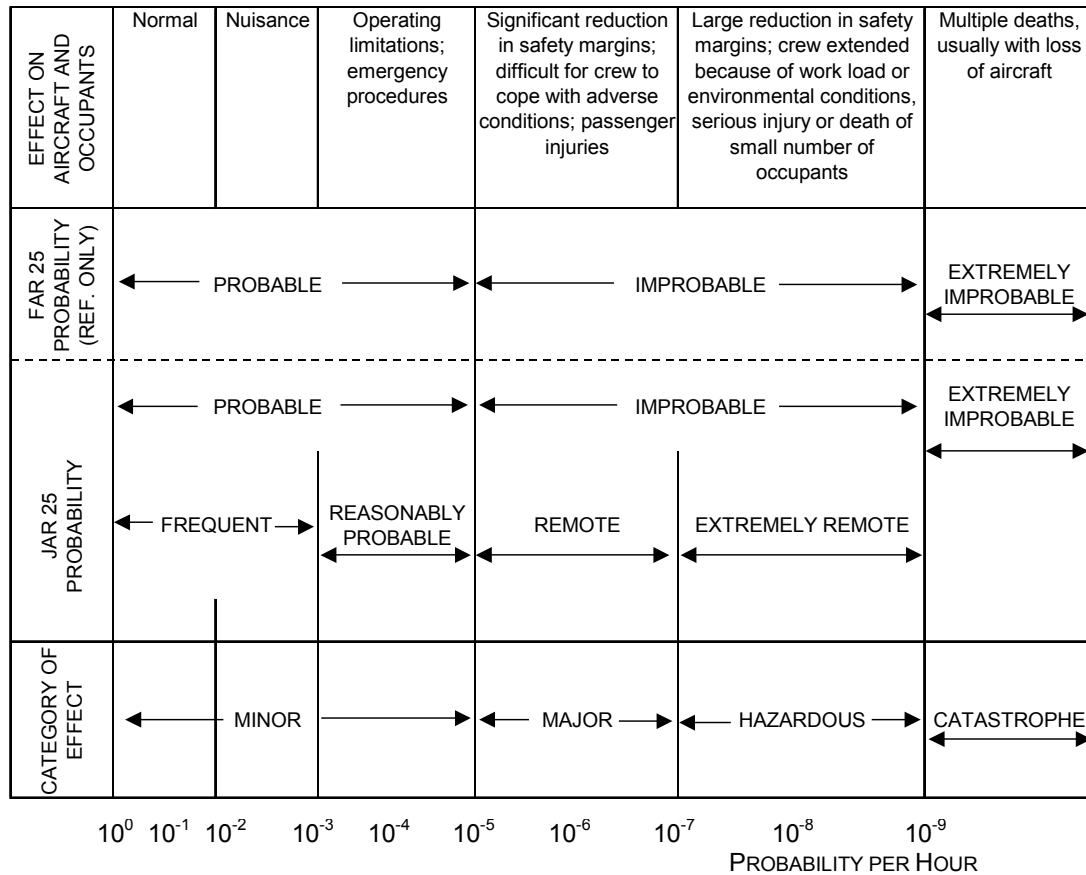 EFFECT ON
AIRCRAFT AND
OCCUPANTS
Normal
Nuisance
Operating
limitations;
emergency
procedures
Significant reduction
in safety margins;
difficult for crew to
cope with adverse
conditions; passenger
injuries
Large reduction in safety
margins; crew extended
because of work load or
environmental conditions,
serious injury or death of
small number of
occupants
Multiple deaths,
usually with loss
of aircraft
FAR 25
PROBABILITY
(REF. ONLY)
PROBABLE
IMPROBABLE
EXTREMELY
IMPROBABLE
JAR 25
PROBABILITY
PROBABLE
IMPROBABLE
EXTREMELY
IMPROBABLE
FREQUENT
REASONABLY
PROBABLE
REMOTE
EXTREMELY REMOTE
CATEGORY OF
EFFECT
MINOR
MAJOR
HAZARDOUS
CATASTROPHE
10⁰ 10⁻¹ 10⁻² 10⁻³ 10⁻⁴ 10⁻⁵ 10⁻⁶ 10⁻⁷ 10⁻⁸ 10⁻⁹
PROBABILITY PER HOUR